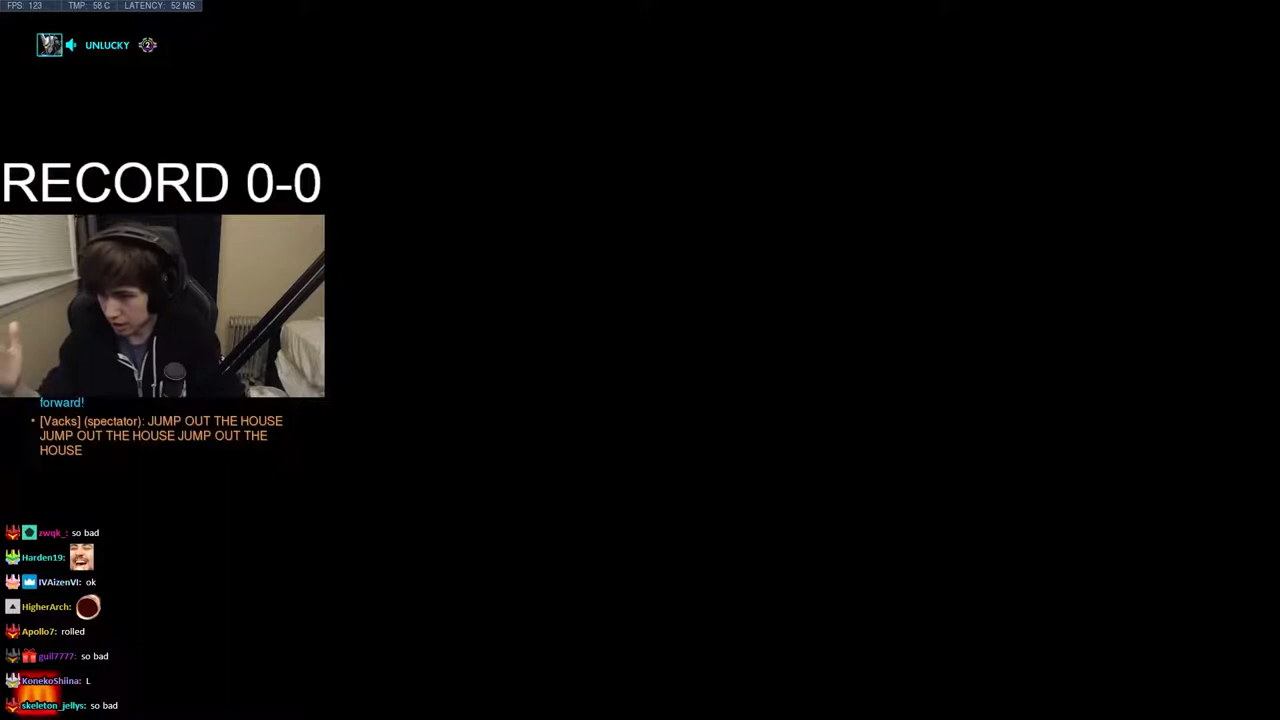 FPS: 123 TMP: 58 C LATENCY: 52 MS
UNLUCKY 2
RECORD 0-0
forward!
• [Vacks] (spectator): JUMP OUT THE HOUSE
JUMP OUT THE HOUSE JUMP OUT THE
HOUSE
zwqk_: so bad
Harden19:
IVAizenVI: ok
HigherArch:
Apollo7: rolled
guil7777: so bad
KonekoShiina: L
skeleton_jellys: so bad